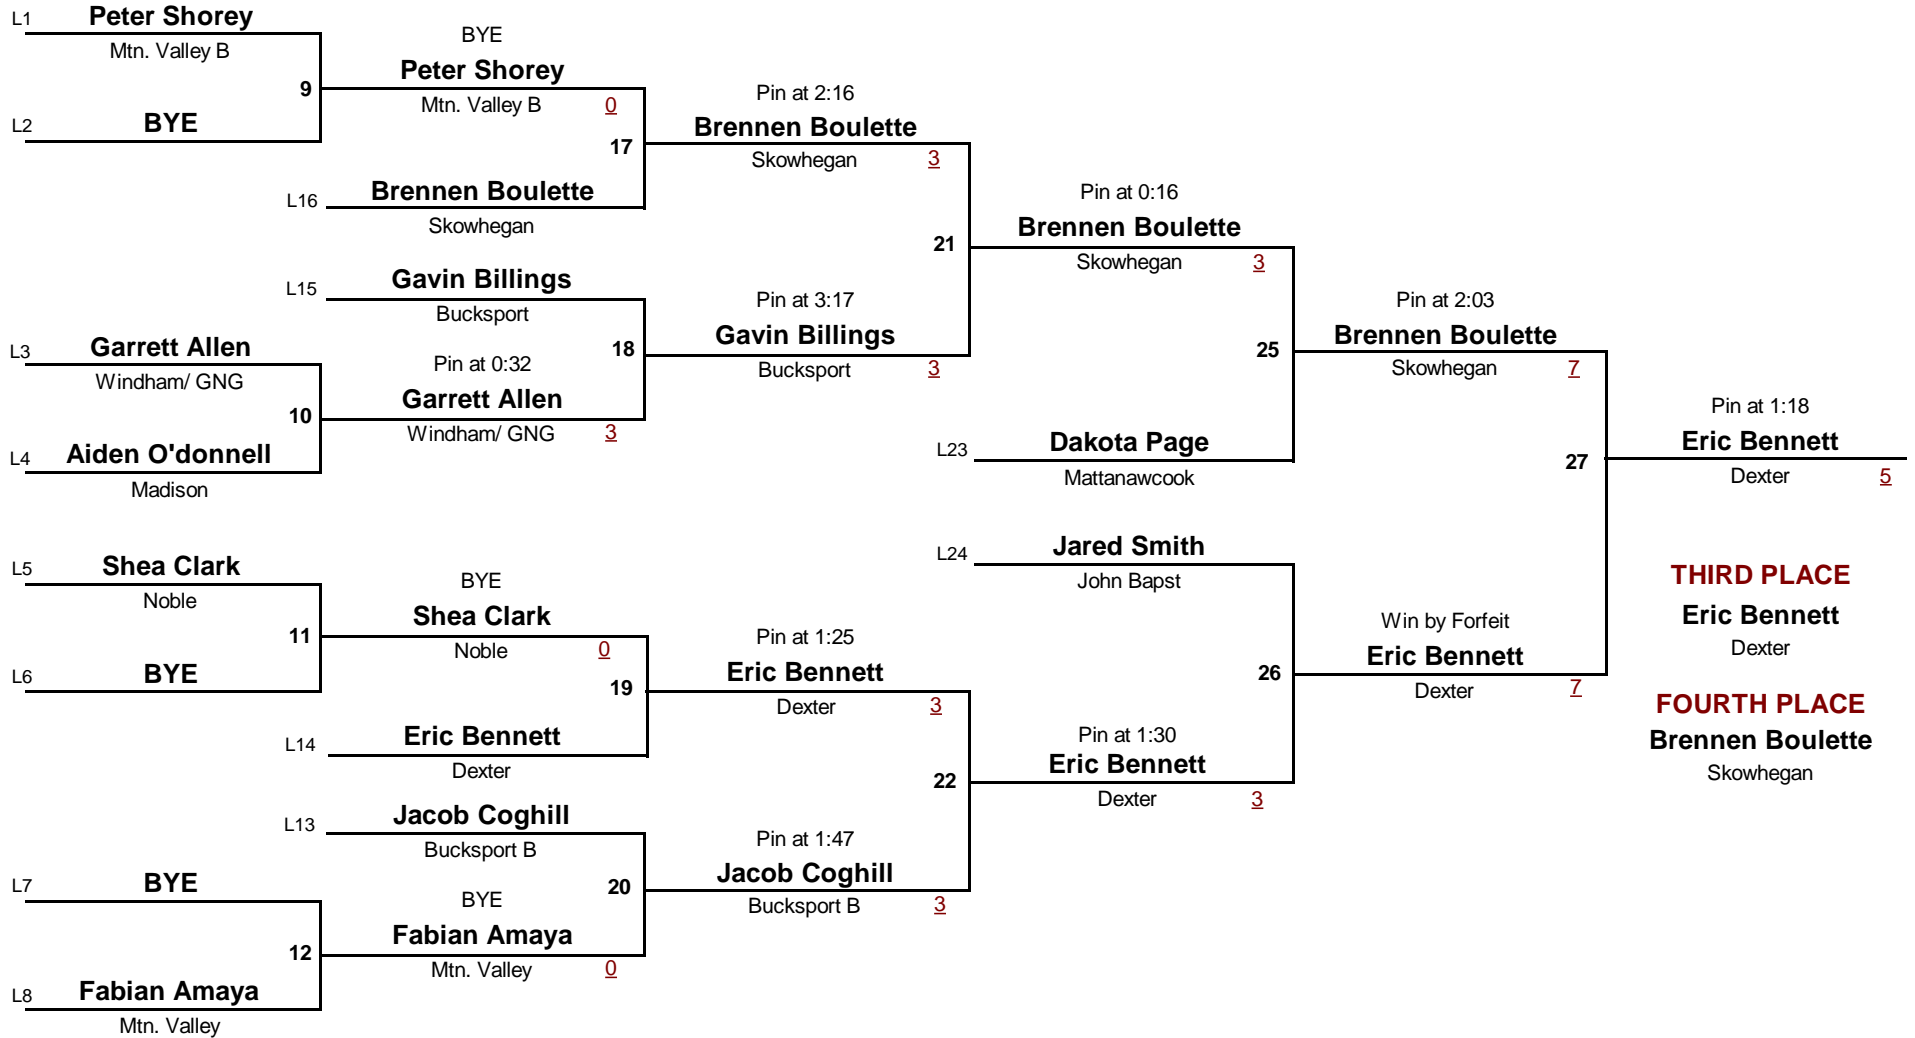 L1 Peter Shorey
Mtn. Valley B
9
L2 BYE
BYE
Peter Shorey
Mtn. Valley B 0
17
L16 Brennen Boulette
Skowhegan
Pin at 2:16
Brennen Boulette
Skowhegan 3
21
L15 Gavin Billings
Bucksport
18
L3 Garrett Allen
Windham/ GNG
10
L4 Aiden O'donnell
Madison
Pin at 0:32
Garrett Allen
Windham/ GNG 3
Pin at 3:17
Gavin Billings
Bucksport 3
Pin at 0:16
Brennen Boulette
Skowhegan 3
25
L23 Dakota Page
Mattanawcook
Pin at 2:03
Brennen Boulette
Skowhegan 7
27
Pin at 1:18
Eric Bennett
Dexter 5
L5 Shea Clark
Noble
11
L6 BYE
BYE
Shea Clark
Noble 0
19
L14 Eric Bennett
Dexter
Pin at 1:25
Eric Bennett
Dexter 3
22
L13 Jacob Coghill
Bucksport B
20
L7 BYE
12
L8 Fabian Amaya
Mtn. Valley
BYE
Fabian Amaya
Mtn. Valley 0
Pin at 1:47
Jacob Coghill
Bucksport B 3
L24 Jared Smith
John Bapst
26
Pin at 1:30
Eric Bennett
Dexter 3
Win by Forfeit
Eric Bennett
Dexter 7
THIRD PLACE
Eric Bennett
Dexter
FOURTH PLACE
Brennen Boulette
Skowhegan